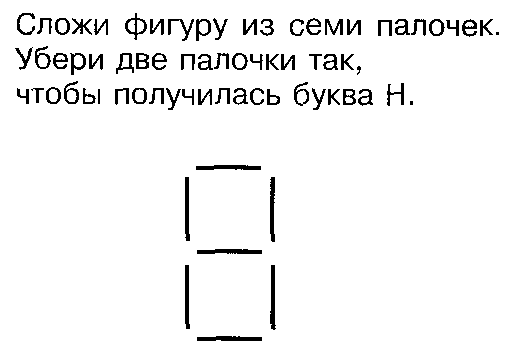 Сложи фигуру из семи палочек.
Убери две палочки так,
чтобы получилась буква Н.